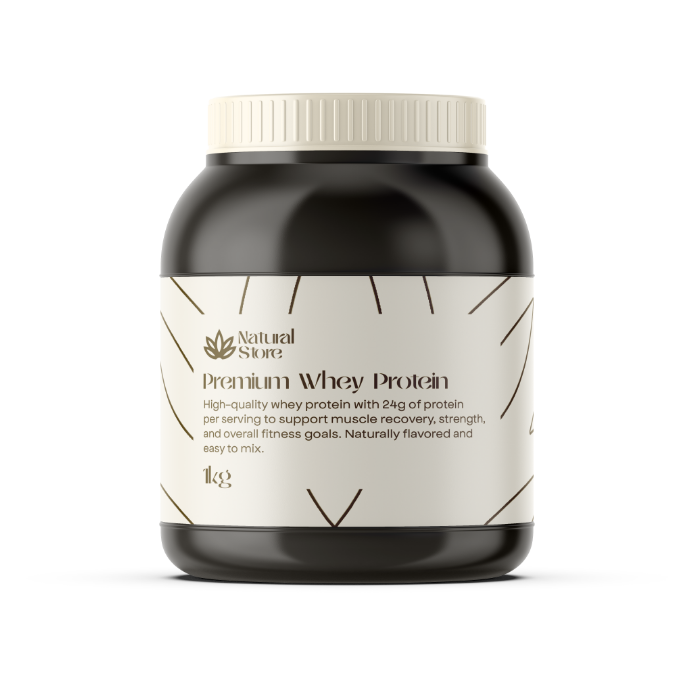 Natural
Store
Premium Whey Protein
High-quality whey protein with 24g of protein
per serving to support muscle recovery, strength,
and overall fitness goals. Naturally flavored and
easy to mix.
1kg